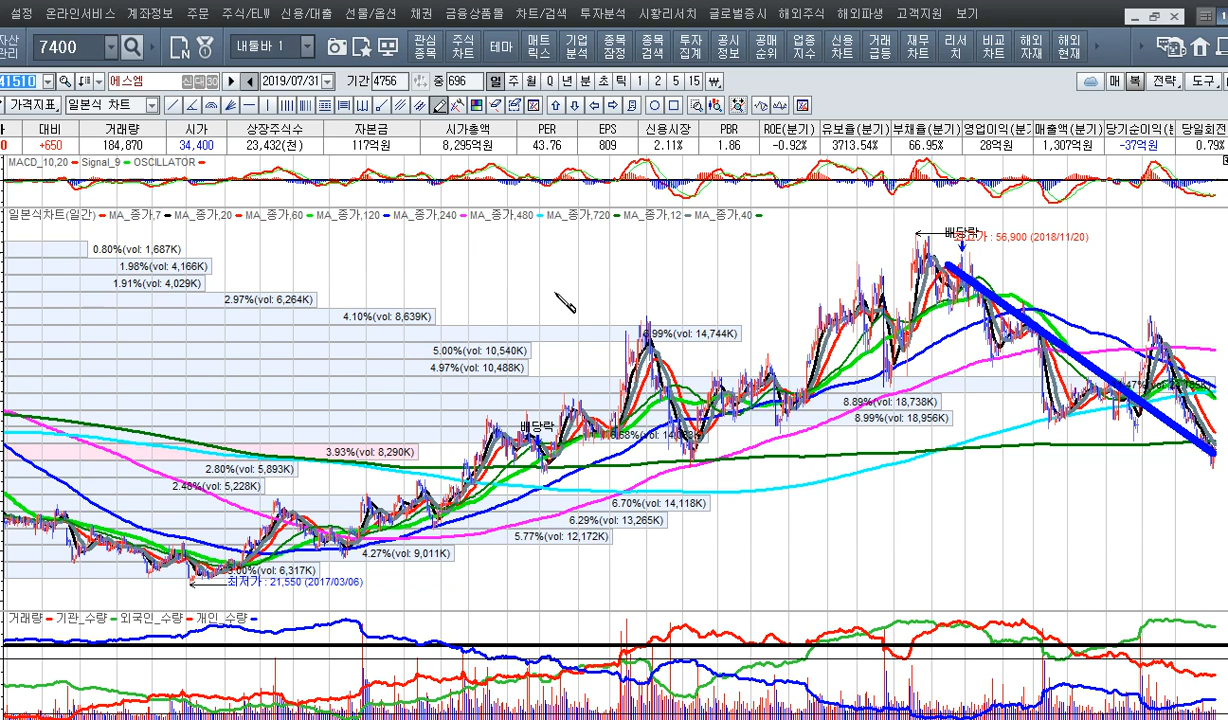 설정 온라인서비스 계좌정보 주문 주식/ELW 신용/대출 선물/옵션 채권 금융상품몰 차트/검색 투자분석 시황리서치 글로벌증시 해외주식 해외파생 고객지원 보기
자산관리 7400 내툴바 1 관심종목 주식차트 테마 매트릭스 기업분석 종목잠정 종목검색 투자집계 공시정보 공매순위 업종지수 신용차트 거래급등 재무차트 리서치 비교차트 해외자재 해외현재
41510 에스엠 신 대 30 2019/07/31 기간 4756 중 696 일 주 월 Q 년 분 초 틱 1 2 5 15 ₩ 매 복 전략 도구
가격지표 일본식 차트
가 대비 거래량 시가 상장주식수 자본금 시가총액 PER EPS 신용시장 PBR ROE(분기) 유보율(분기) 부채율(분기) 영업이익(분기 매출액(분기) 당기순이익(분 당일회전
0 +650 184,870 34,400 23,432(천) 117억원 8,295억원 43.76 809 2.11% 1.86 -0.92% 3713.54% 66.95% 28억원 1,307억원 -37억원 0.79%
MACD_10,20 Signal_9 OSCILLATOR
일본식차트(일간) MA_종가,7 MA_종가,20 MA_종가,60 MA_종가,120 MA_종가,240 MA_종가,480 MA_종가,720 MA_종가,12 MA_종가,40
배당락 최고가 : 56,900 (2018/11/20)
0.80%(vol: 1,687K)
1.98%(vol: 4,166K)
1.91%(vol: 4,029K)
2.97%(vol: 6,264K)
4.10%(vol: 8,639K)
6.99%(vol: 14,744K)
5.00%(vol: 10,540K)
4.97%(vol: 10,488K)
8.89%(vol: 18,738K)
8.99%(vol: 18,956K)
배당락
3.93%(vol: 8,290K)
2.80%(vol: 5,893K)
2.48%(vol: 5,228K)
6.70%(vol: 14,118K)
6.29%(vol: 13,265K)
5.77%(vol: 12,172K)
4.27%(vol: 9,011K)
3.00%(vol: 6,317K)
최저가 : 21,550 (2017/03/06)
거래량 기관_수량 외국인_수량 개인_수량